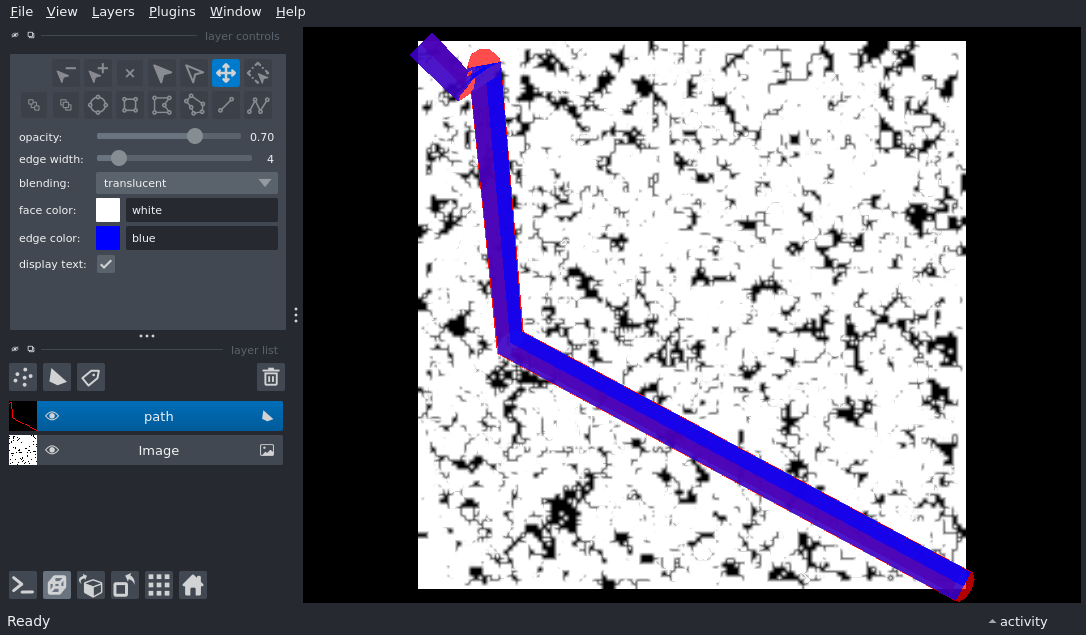 File View Layers Plugins Window Help
layer controls
opacity: 0.70
edge width: 4
blending: translucent
face color: white
edge color: blue
display text:
layer list
path
Image
Ready
activity